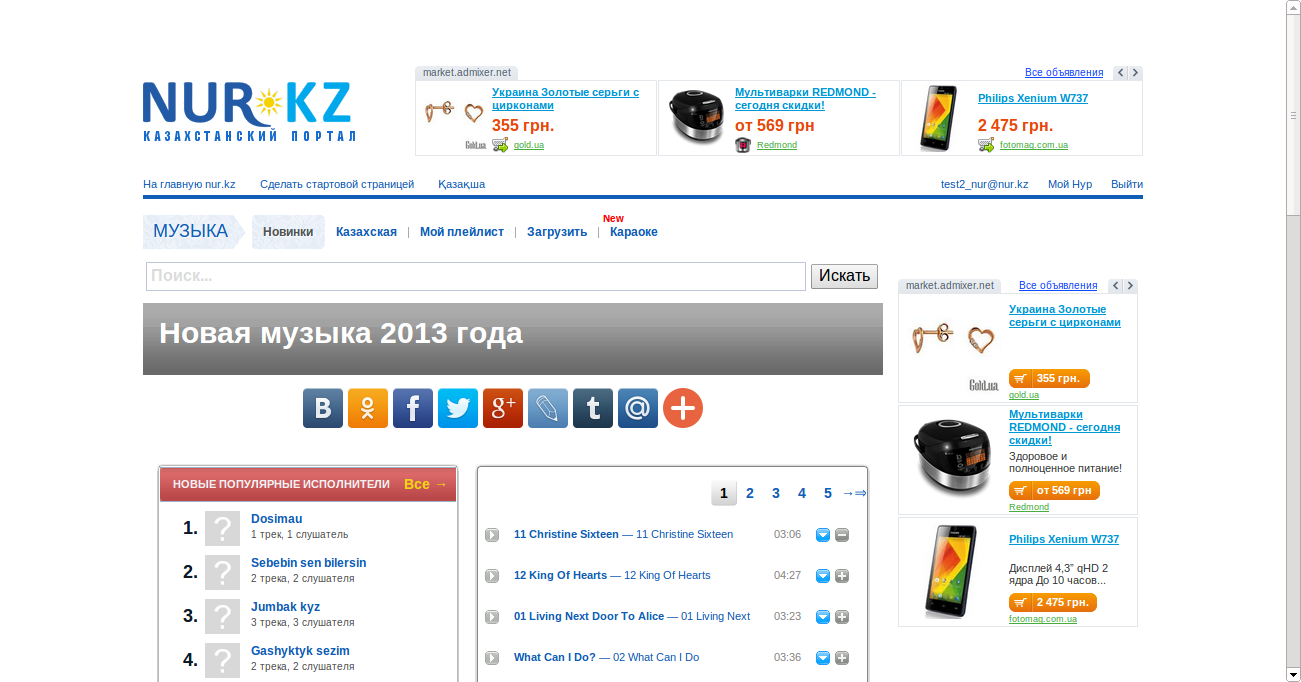 NUR KZ
КАЗАХСТАНСКИЙ ПОРТАЛ
market.admixer.net
Все объявления
Украина Золотые серьги с
цирконами
355 грн.
Gold.ua
gold.ua
Мультиварки REDMOND -
сегодня скидки!
от 569 грн
Redmond
Philips Xenium W737
2 475 грн.
fotomag.com.ua
На главную nur.kz Сделать стартовой страницей Қазақша
test2_nur@nur.kz Мой Нур Выйти
МУЗЫКА
Новинки
Казахская | Мой плейлист | Загрузить | Караоке
New
Поиск...
Искать
Новая музыка 2013 года
B f g+ t @
НОВЫЕ ПОПУЛЯРНЫЕ ИСПОЛНИТЕЛИ Все →
1. ? Dosimau
1 трек, 1 слушатель
2. ? Sebebin sen bilersin
2 трека, 2 слушателя
3. ? Jumbak kyz
3 трека, 3 слушателя
4. ? Gashyktyk sezim
2 трека, 2 слушателя
1 2 3 4 5 →⇒
11 Christine Sixteen — 11 Christine Sixteen 03:06
12 King Of Hearts — 12 King Of Hearts 04:27
01 Living Next Door To Alice — 01 Living Next 03:23
What Can I Do? — 02 What Can I Do 03:36
market.admixer.net
Все объявления
Украина Золотые
серьги с цирконами
Gold.ua
355 грн.
gold.ua
Мультиварки
REDMOND - сегодня
скидки!
Здоровое и
полноценное питание!
от 569 грн
Redmond
Philips Xenium W737
Дисплей 4,3” qHD 2
ядра До 10 часов...
2 475 грн.
fotomag.com.ua